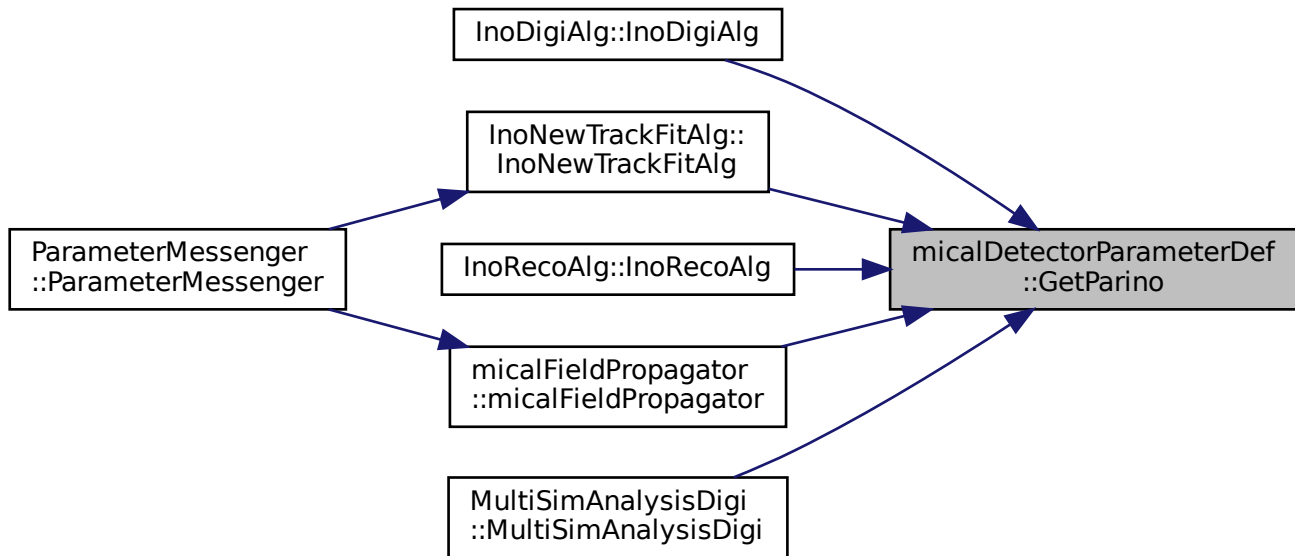 InoDigiAlg::InoDigiAlg
InoNewTrackFitAlg::
InoNewTrackFitAlg
ParameterMessenger
::ParameterMessenger
InoRecoAlg::InoRecoAlg
micalDetectorParameterDef
::GetParino
micalFieldPropagator
::micalFieldPropagator
MultiSimAnalysisDigi
::MultiSimAnalysisDigi